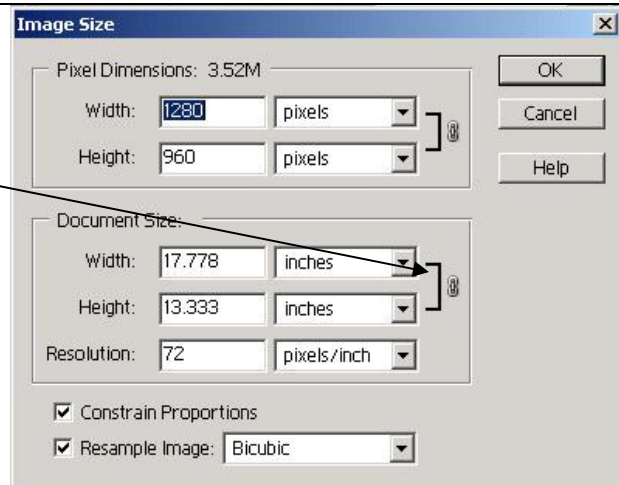 Image Size
Pixel Dimensions: 3.52M
OK
Width: 1280 pixels
Cancel
Height: 960 pixels
Help
Document Size:
Width: 17.778 inches
Height: 13.333 inches
Resolution: 72 pixels/inch
Constrain Proportions
Resample Image: Bicubic